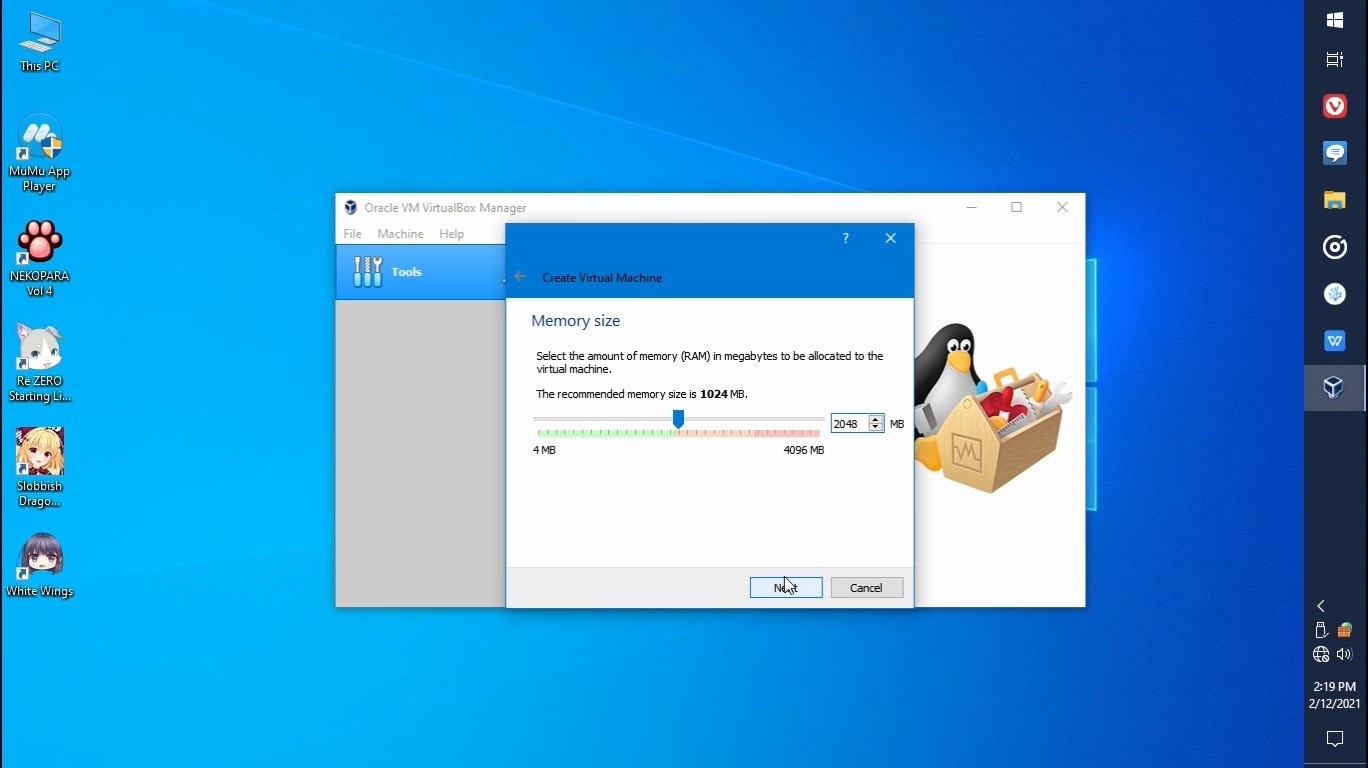 This PC
MuMu App
Player
NEKOPARA
Vol 4
Re ZERO
Starting Li...
Slobbish
Drago...
White Wings
Oracle VM VirtualBox Manager
File Machine Help
Tools
?
Create Virtual Machine
Memory size
Select the amount of memory (RAM) in megabytes to be allocated to the
virtual machine.
The recommended memory size is 1024 MB.
2048 MB
4 MB 4096 MB
Next Cancel
2:19 PM
2/12/2021